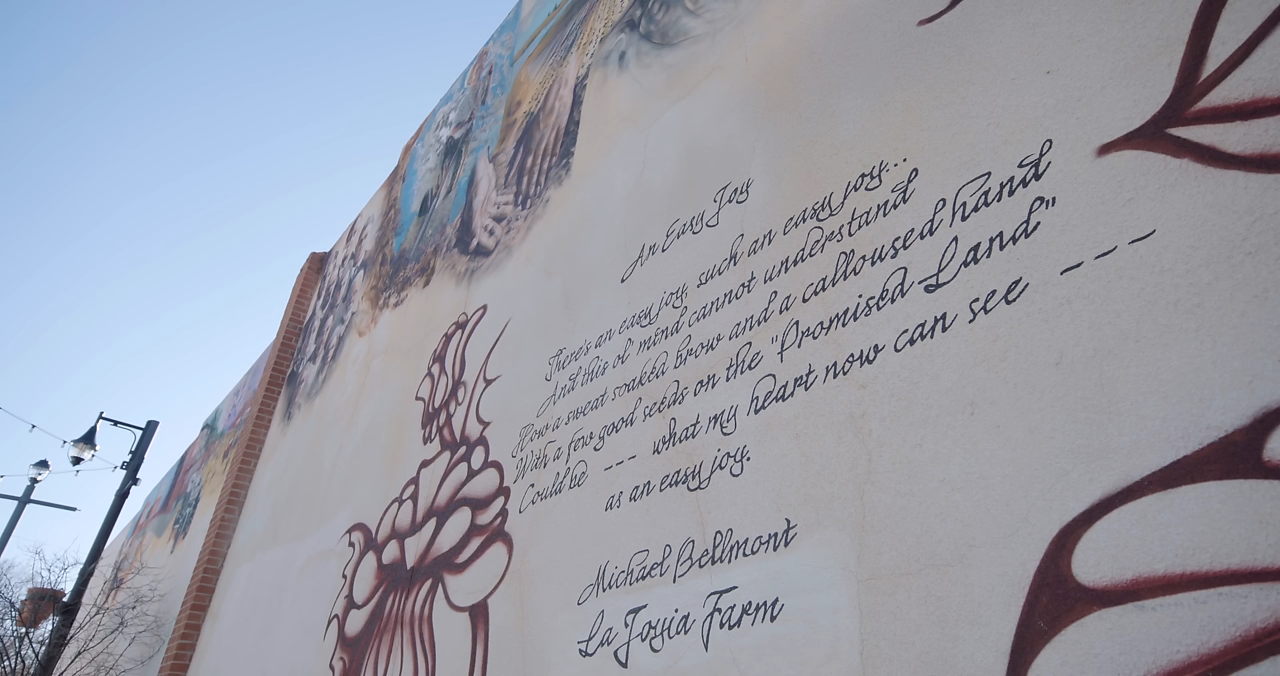 An Easy Joy
There's an easy joy, such an easy joy...
And this ol' mind cannot understand
How a sweat soaked brow and a calloused hand
With a few good seeds on the "Promised Land"
Could be --- what my heart now can see ---
as an easy joy.
Michael Bellmont
La Joyia Farm